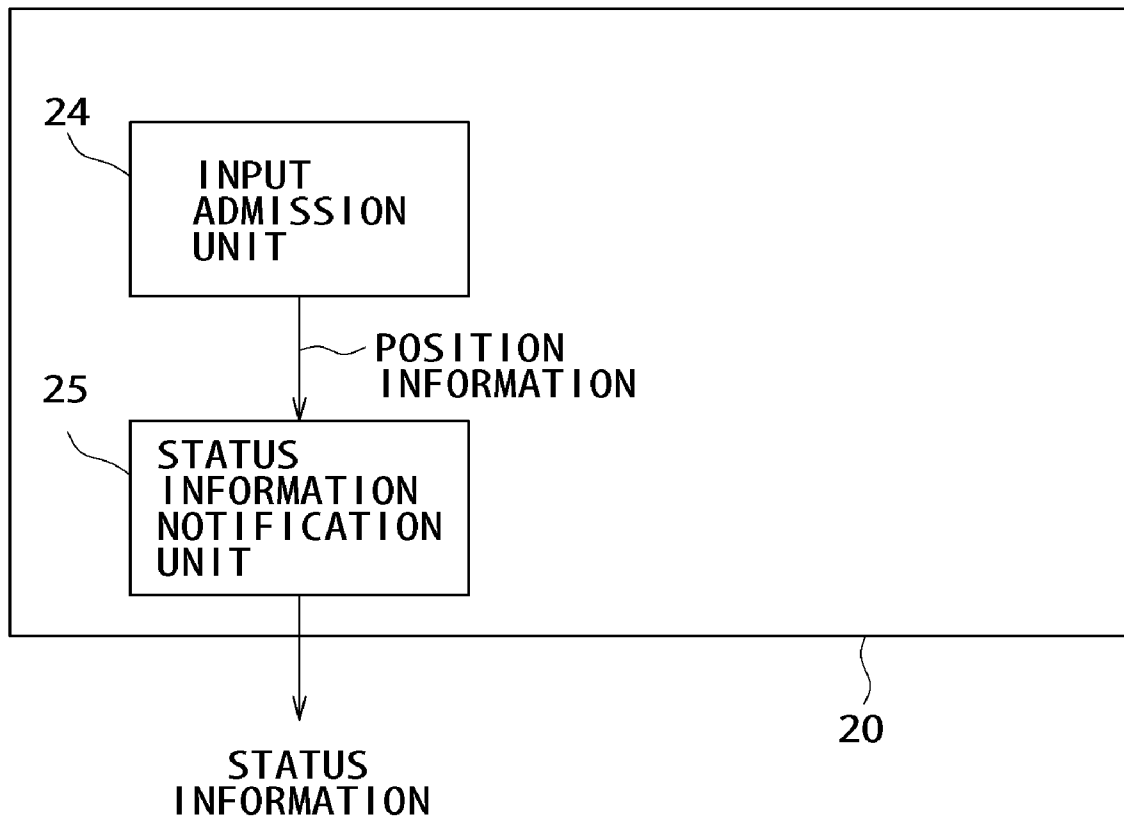 24
INPUT
ADMISSION
UNIT
POSITION
INFORMATION
25
STATUS
INFORMATION
NOTIFICATION
UNIT
20
STATUS
INFORMATION